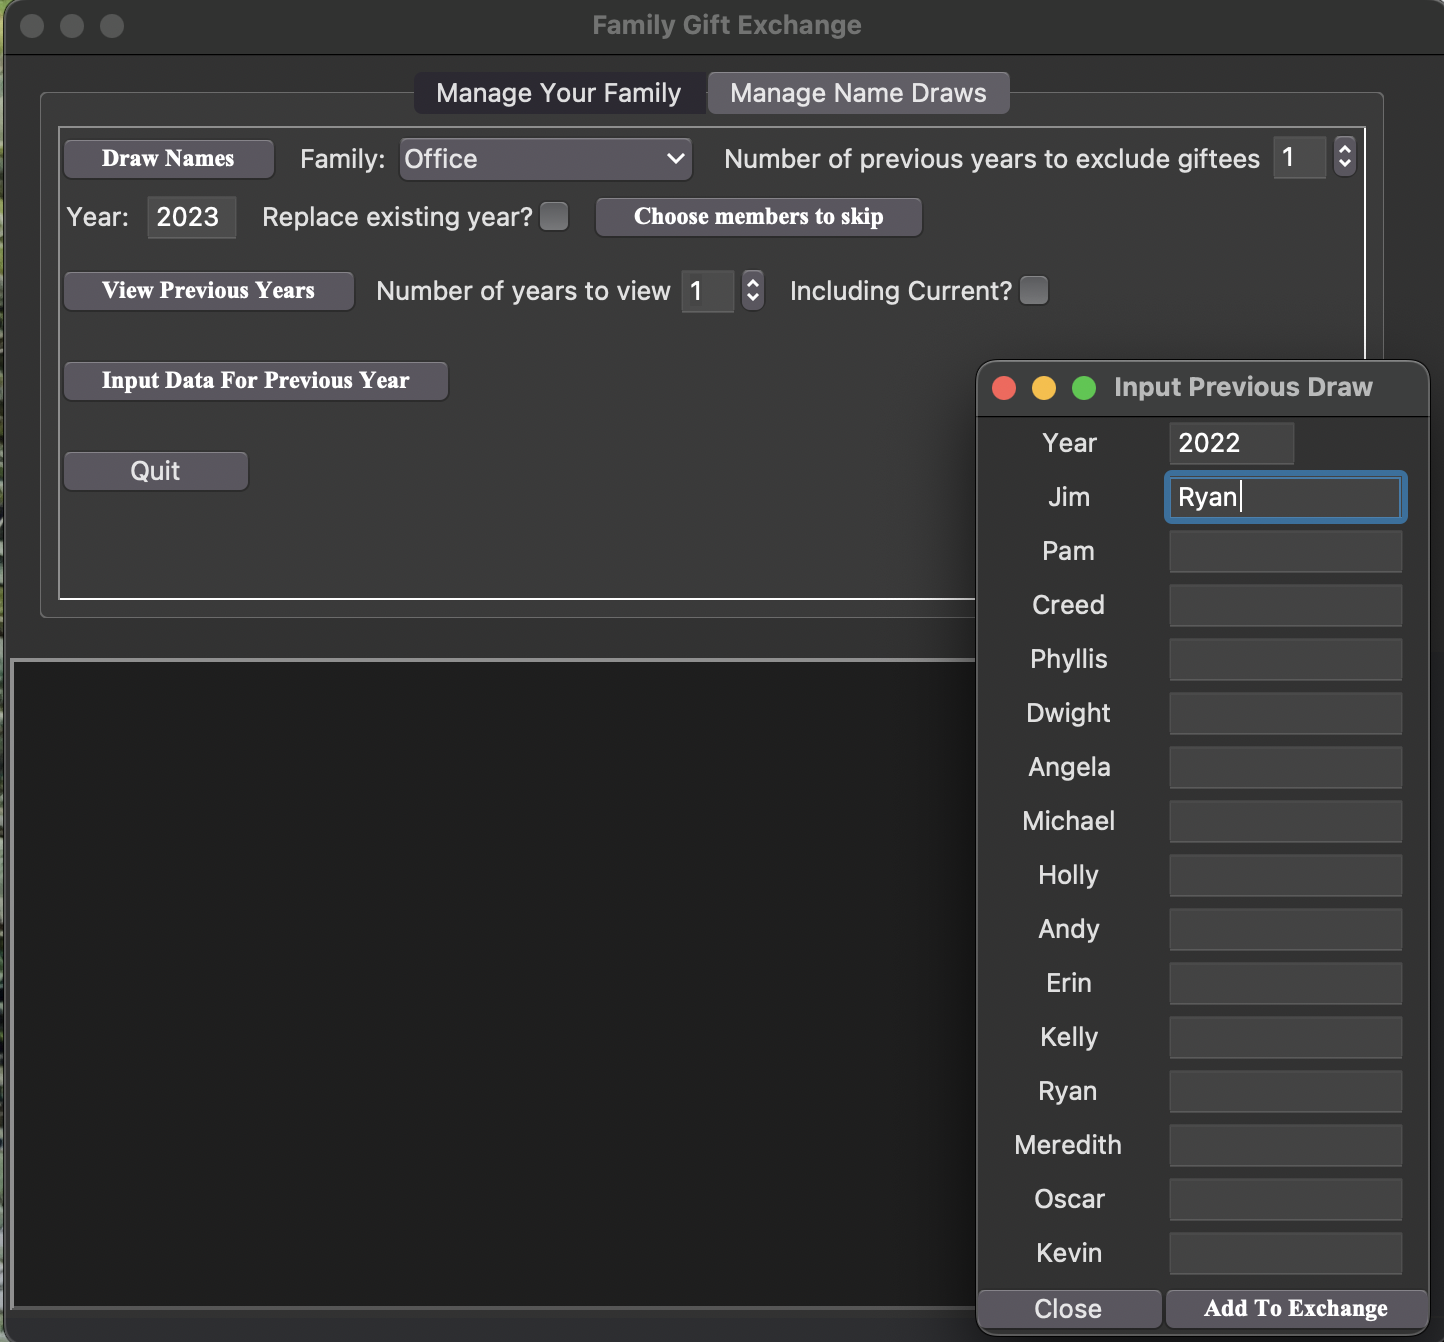 Family Gift Exchange
Manage Your Family Manage Name Draws
Draw Names Family: Office Number of previous years to exclude giftees 1
Year: 2023 Replace existing year? Choose members to skip
View Previous Years Number of years to view 1 Including Current?
Input Data For Previous Year
Quit
Input Previous Draw
Year 2022
Jim Ryan
Pam
Creed
Phyllis
Dwight
Angela
Michael
Holly
Andy
Erin
Kelly
Ryan
Meredith
Oscar
Kevin
Close Add To Exchange